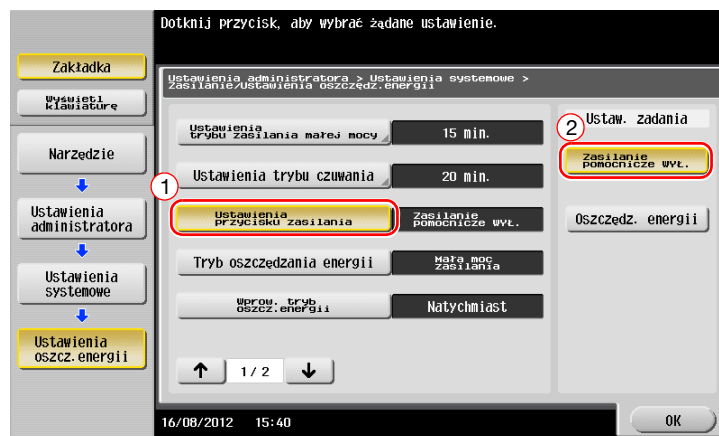 Dotknij przycisk, aby wybrać żądane ustawienie.
Zakładka
Wyświetl
klawiaturę
Narzędzie
Ustawienia
administratora
Ustawienia
systemowe
Ustawienia
oszcz.energii
Ustawienia administratora > Ustawienia systemowe >
Zasilanie/Ustawienia oszczędz.energii
Ustawienia
trybu zasilania małej mocy
15 min.
Ustawienia trybu czuwania
20 min.
1
Ustawienia
przycisku zasilania
Zasilanie
pomocnicze WYŁ.
Tryb oszczędzania energii
Mała moc
zasilania
Wprow. tryb
oszcz.energii
Natychmiast
↑ 1/ 2 ↓
Ustaw. zadania
2
Zasilanie
pomocnicze WYŁ.
Oszczędz. energii
16/08/2012 15:40
OK